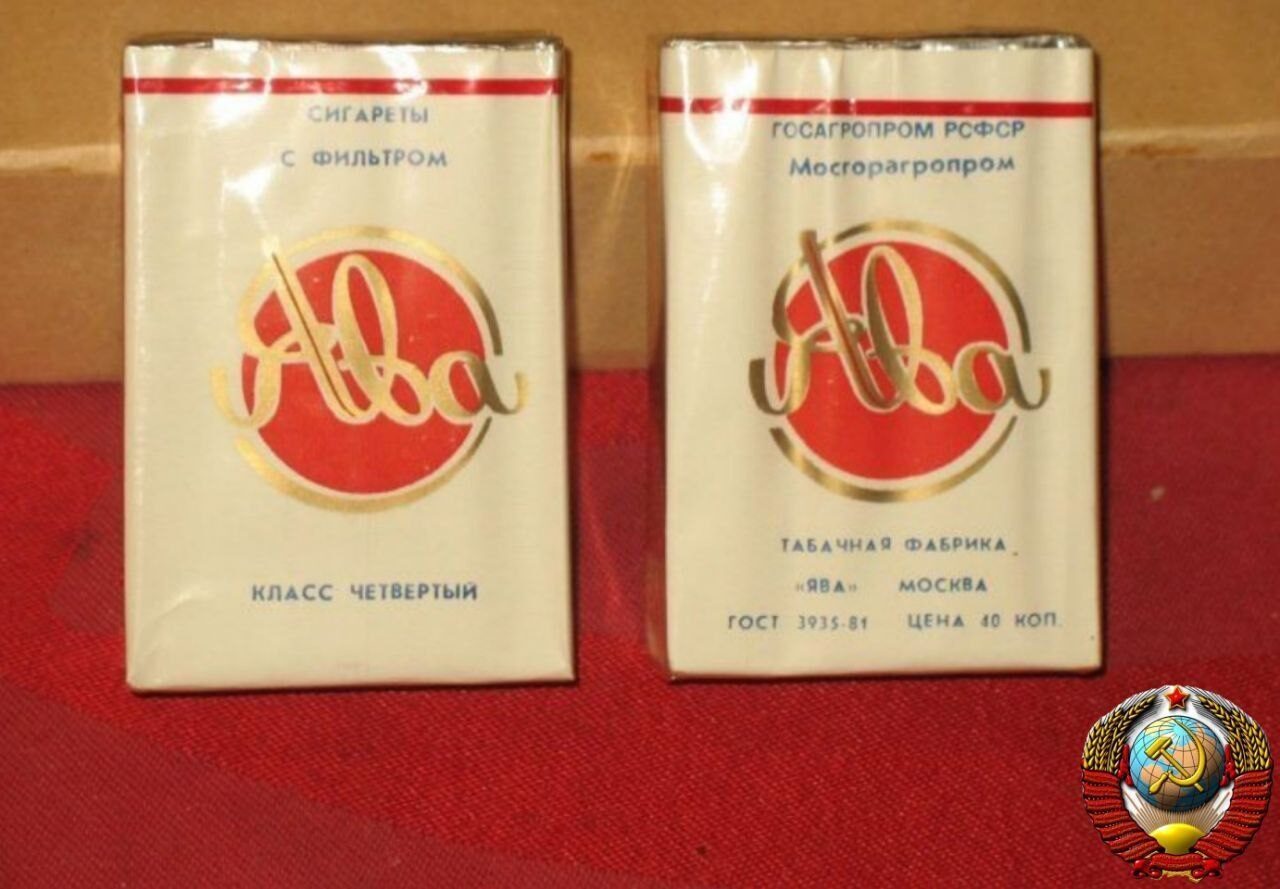 СИГАРЕТЫ
С ФИЛЬТРОМ
Ява
КЛАСС ЧЕТВЕРТЫЙ
ГОСАГРОПРОМ РСФСР
Мосгорагропром
Ява
ТАБАЧНАЯ ФАБРИКА
«ЯВА» МОСКВА
ГОСТ 3935-81 ЦЕНА 40 КОП.